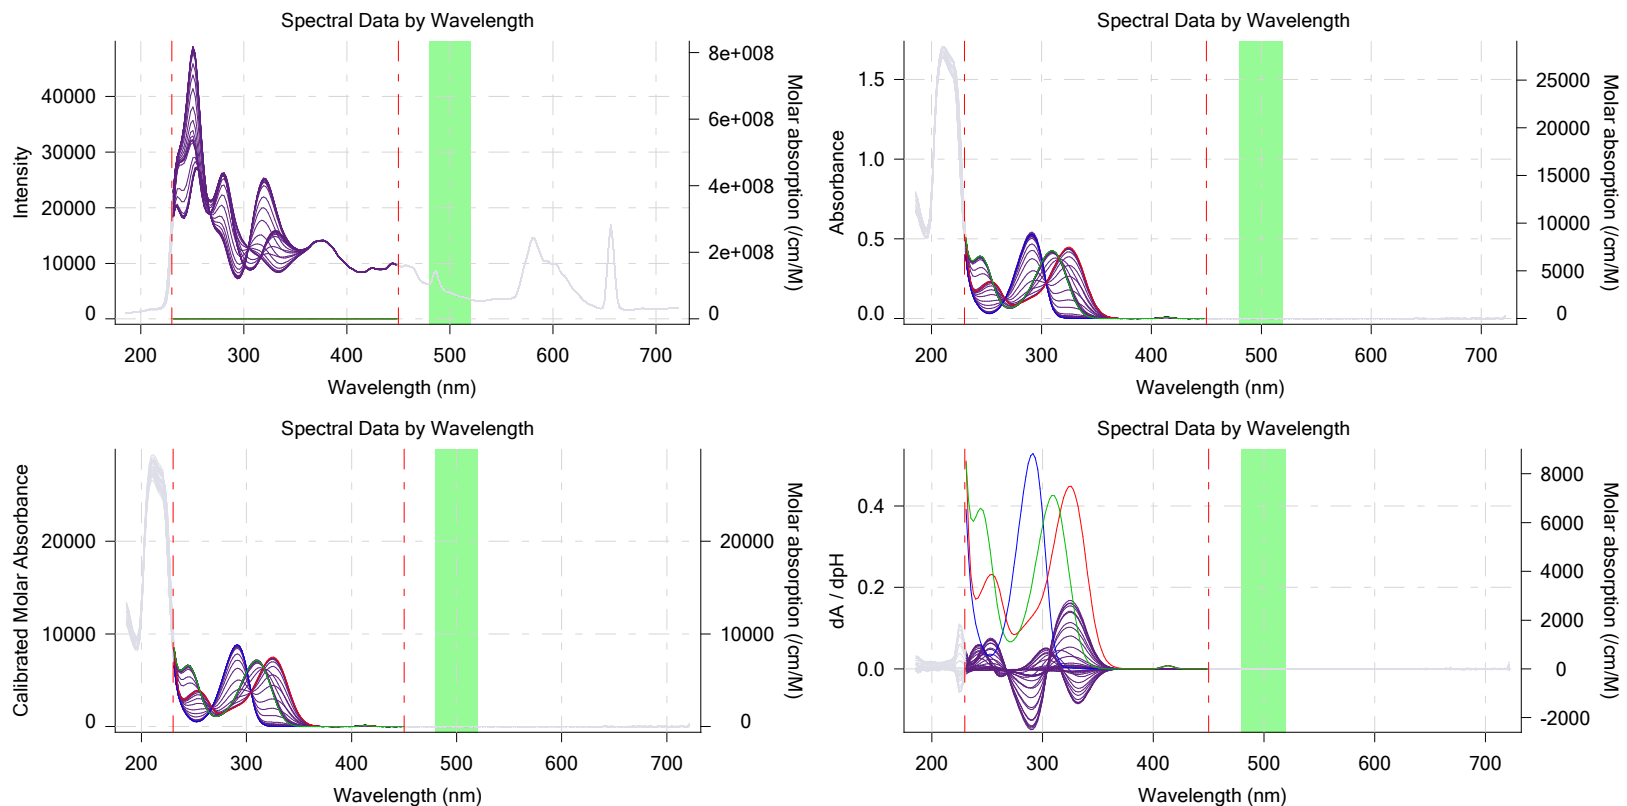 Spectral Data by Wavelength
Intensity
40000
30000
20000
10000
0
8e+008
6e+008
4e+008
2e+008
0
Molar absorption (/cm/M)
200 300 400 500 600 700
Wavelength (nm)
Spectral Data by Wavelength
Absorbance
1.5
1.0
0.5
0.0
25000
20000
15000
10000
5000
0
Molar absorption (/cm/M)
200 300 400 500 600 700
Wavelength (nm)
Spectral Data by Wavelength
Calibrated Molar Absorbance
20000
10000
0
20000
10000
0
Molar absorption (/cm/M)
200 300 400 500 600 700
Wavelength (nm)
Spectral Data by Wavelength
dA / dpH
0.4
0.2
0.0
8000
6000
4000
2000
0
-2000
Molar absorption (/cm/M)
200 300 400 500 600 700
Wavelength (nm)